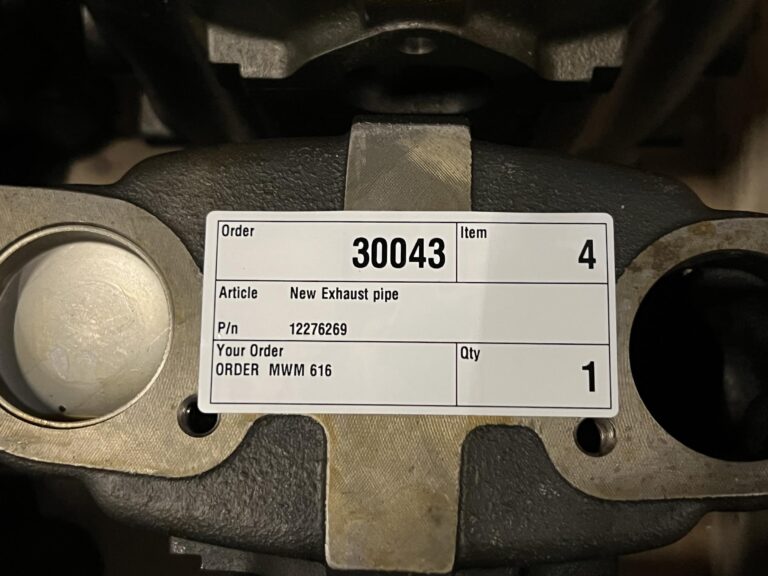 Order 30043 Item 4
Article New Exhaust pipe
P/n 12276269
Your Order Qty
ORDER MWM 616 1